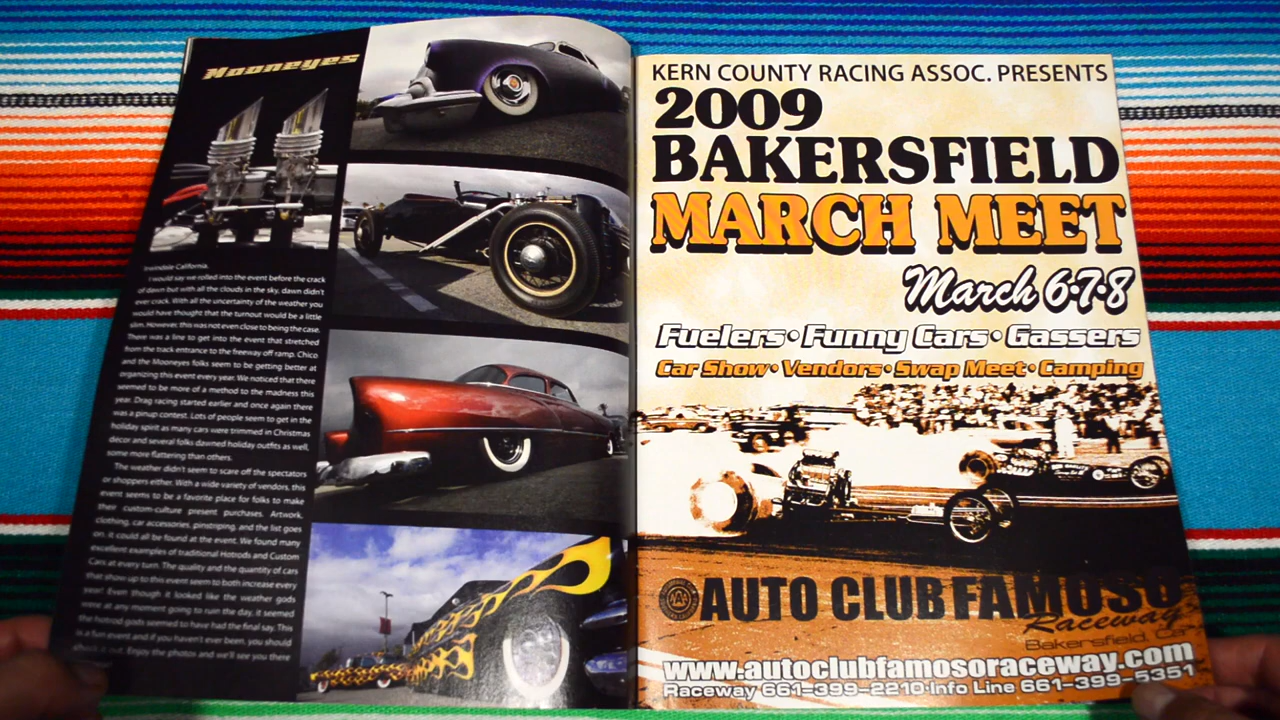 Mooneyes
Irwindale California.
I would say we rolled into the event before the crack
of dawn but with all the clouds in the sky, dawn didn't
ever crack. With all the uncertainty of the weather you
would have thought that the turnout would be a little
slim. However, this was not even close to being the case.
There was a line to get into the event that stretched
from the track entrance to the freeway off ramp. Chico
and the Mooneyes folks seem to be getting better at
organizing this event every year. We noticed that there
seemed to be more of a method to the madness this
year. Drag racing started earlier and once again there
was a pinup contest. Lots of people seem to get in the
holiday spirit as many cars were trimmed in Christmas
décor and several folks dawned holiday outfits as well,
some more flattering than others.
The weather didn't seem to scare off the spectators
or shoppers either. With a wide variety of vendors, this
event seems to be a favorite place for folks to make
their custom-culture present purchases. Artwork,
clothing, car accessories, pinstriping, and the list goes
on, it could all be found at the event. We found many
excellent examples of traditional Hotrods and Custom
Cars at every turn. The quality and the quantity of cars
that show up to this event seem to both increase every
year! Even though it looked like the weather gods
were at any moment going to ruin the day, it seemed
the hotrod gods seemed to have had the final say. This
is a fun event and if you haven't ever been, you should
check it out. Enjoy the photos and we'll see you there
KERN COUNTY RACING ASSOC. PRESENTS
2009
BAKERSFIELD
MARCH MEET
March 6·7·8
Fuelers·Funny Cars·Gassers
Car Show·Vendors·Swap Meet·Camping
AUTO CLUB FAMOSO
Raceway
Bakersfield, Ca
www.autoclubfamosoraceway.com
Raceway 661-399-2210·Info Line 661-399-5351